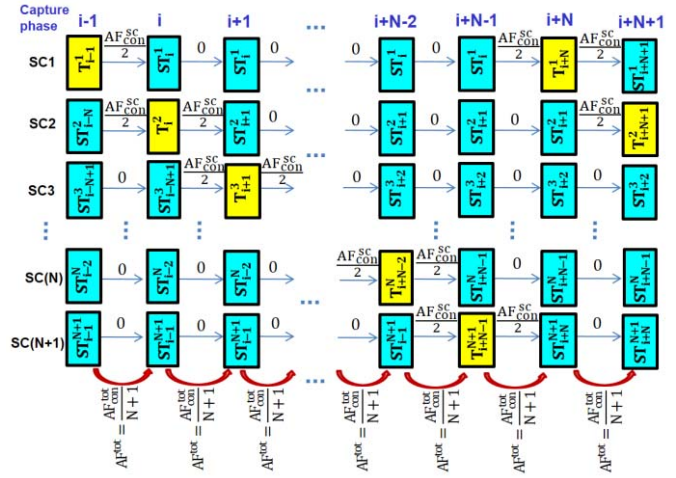 Capture phase i-1 i i+1 ... i+N-2 i+N-1 i+N i+N+1
SC1 T^1_{i-1} AF^{sc}_{con}/2 ST^1_i 0 ST^1_i 0 ... 0 ST^1_i 0 ST^1_i AF^{sc}_{con}/2 T^1_{i+N} AF^{sc}_{con}/2 ST^1_{i+N+1}
SC2 ST^2_{i-N} AF^{sc}_{con}/2 T^2_i AF^{sc}_{con}/2 ST^2_{i+1} 0 ... 0 ST^2_{i+1} 0 ST^2_{i+1} 0 ST^2_{i+1} AF^{sc}_{con}/2 T^2_{i+N+1}
SC3 ST^3_{i-N+1} 0 ST^3_{i-N+1} AF^{sc}_{con}/2 T^3_{i+1} AF^{sc}_{con}/2 0 ST^3_{i+2} 0 ST^3_{i+2} 0 ST^3_{i+2} 0 ST^3_{i+2}
... ... ... ... ...
SC(N) ST^N_{i-2} 0 ST^N_{i-2} 0 ST^N_{i-2} 0 ... AF^{sc}_{con}/2 T^N_{i+N-2} AF^{sc}_{con}/2 ST^N_{i+N-1} 0 ST^N_{i+N-1} 0 ST^N_{i+N-1}
SC(N+1) ST^{N+1}_{i-1} 0 ST^{N+1}_{i-1} 0 ST^{N+1}_{i-1} 0 0 ST^{N+1}_{i-1} AF^{sc}_{con}/2 T^{N+1}_{i+N-1} AF^{sc}_{con}/2 ST^{N+1}_{i+N} 0 ST^{N+1}_{i+N}
...
AF^{tot} = AF^{tot}_{con}/N + 1
AF^{tot} = AF^{tot}_{con}/N + 1
AF^{tot} = AF^{tot}_{con}/N + 1
AF^{tot} = AF^{tot}_{con}/N + 1
AF^{tot} = AF^{tot}_{con}/N + 1
AF^{tot} = AF^{tot}_{con}/N + 1